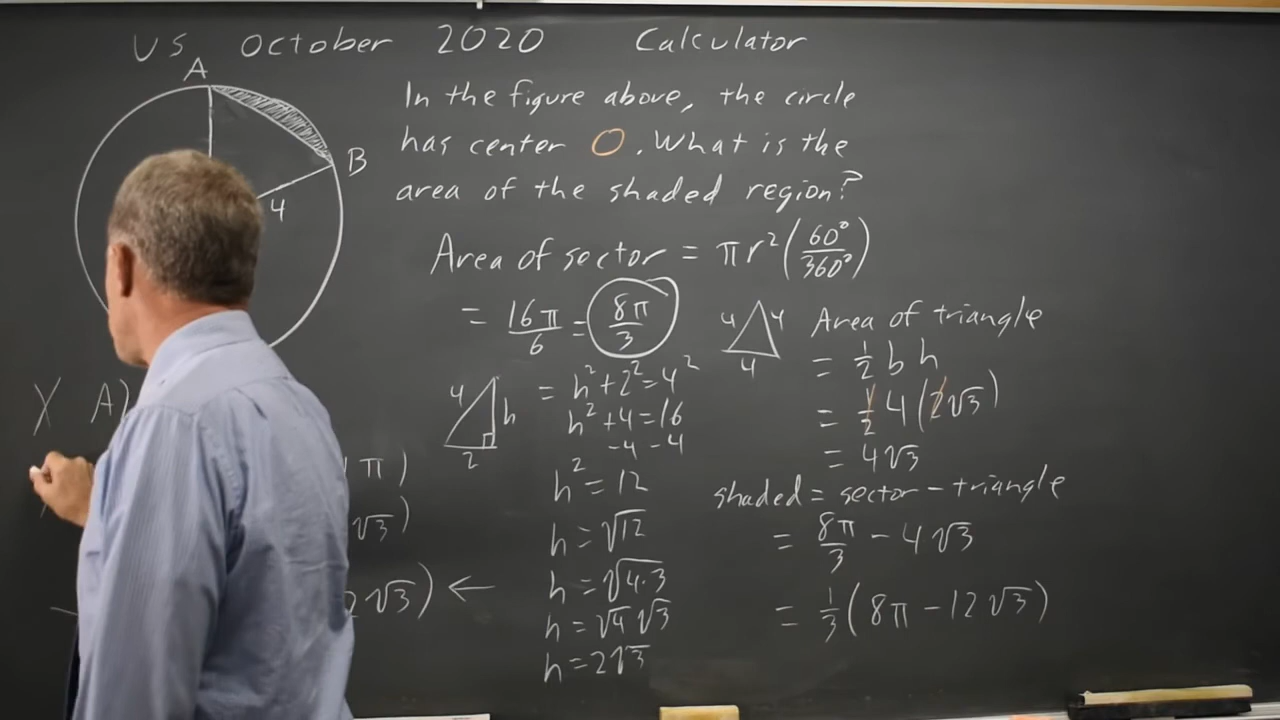 US October 2020 Calculator
A
B
4
In the figure above, the circle
has center O. What is the
area of the shaded region?
Area of sector = πr²(60°/360°)
= 16π/6 = 8π/3
4 4
4
Area of triangle
= 1/2 b h
= 1/2 4(2√3)
= 4√3
4 h
2
= h²+2²=4²
h²+4=16
-4 -4
h²=12
h=√12
h=√4·3
h=√4√3
h=2√3
shaded = sector - triangle
= 8π/3 - 4√3
= 1/3(8π-12√3)
X A)
π)
√3)
2√3) ←